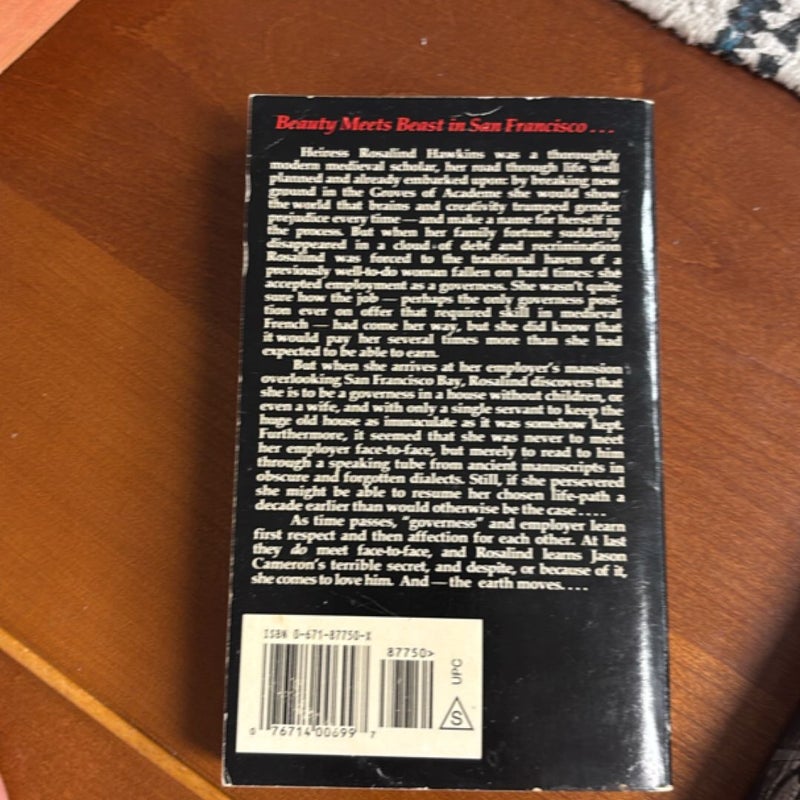 Beauty Meets Beast in San Francisco . . .
Heiress Rosalind Hawkins was a thoroughly
modern medieval scholar, her road through life well
planned and already embarked upon: by breaking new
ground in the Groves of Academe she would show
the world that brains and creativity trumped gender
prejudice every time — and make a name for herself in
the process. But when her family fortune suddenly
disappeared in a cloud of debt and recrimination
Rosalind was forced to the traditional haven of a
previously well-to-do woman fallen on hard times: she
accepted employment as a governess. She wasn't quite
sure how the job — perhaps the only governess posi-
tion ever on offer that required skill in medieval
French — had come her way, but she did know that
it would pay her several times more than she had
expected to be able to earn.
But when she arrives at her employer's mansion
overlooking San Francisco Bay, Rosalind discovers that
she is to be a governess in a house without children, or
even a wife, and with only a single servant to keep the
huge old house as immaculate as it was somehow kept.
Furthermore, it seemed that she was never to meet
her employer face-to-face, but merely to read to him
through a speaking tube from ancient manuscripts in
obscure and forgotten dialects. Still, if she persevered
she might be able to resume her chosen life-path a
decade earlier than would otherwise be the case . . . .
As time passes, "governess" and employer learn
first respect and then affection for each other. At last
they do meet face-to-face, and Rosalind learns Jason
Cameron's terrible secret, and despite, or because of it,
she comes to love him. And — the earth moves. . . .
ISBN 0-671-87750-X
87750>
UPC
S
0 76714 00699 7